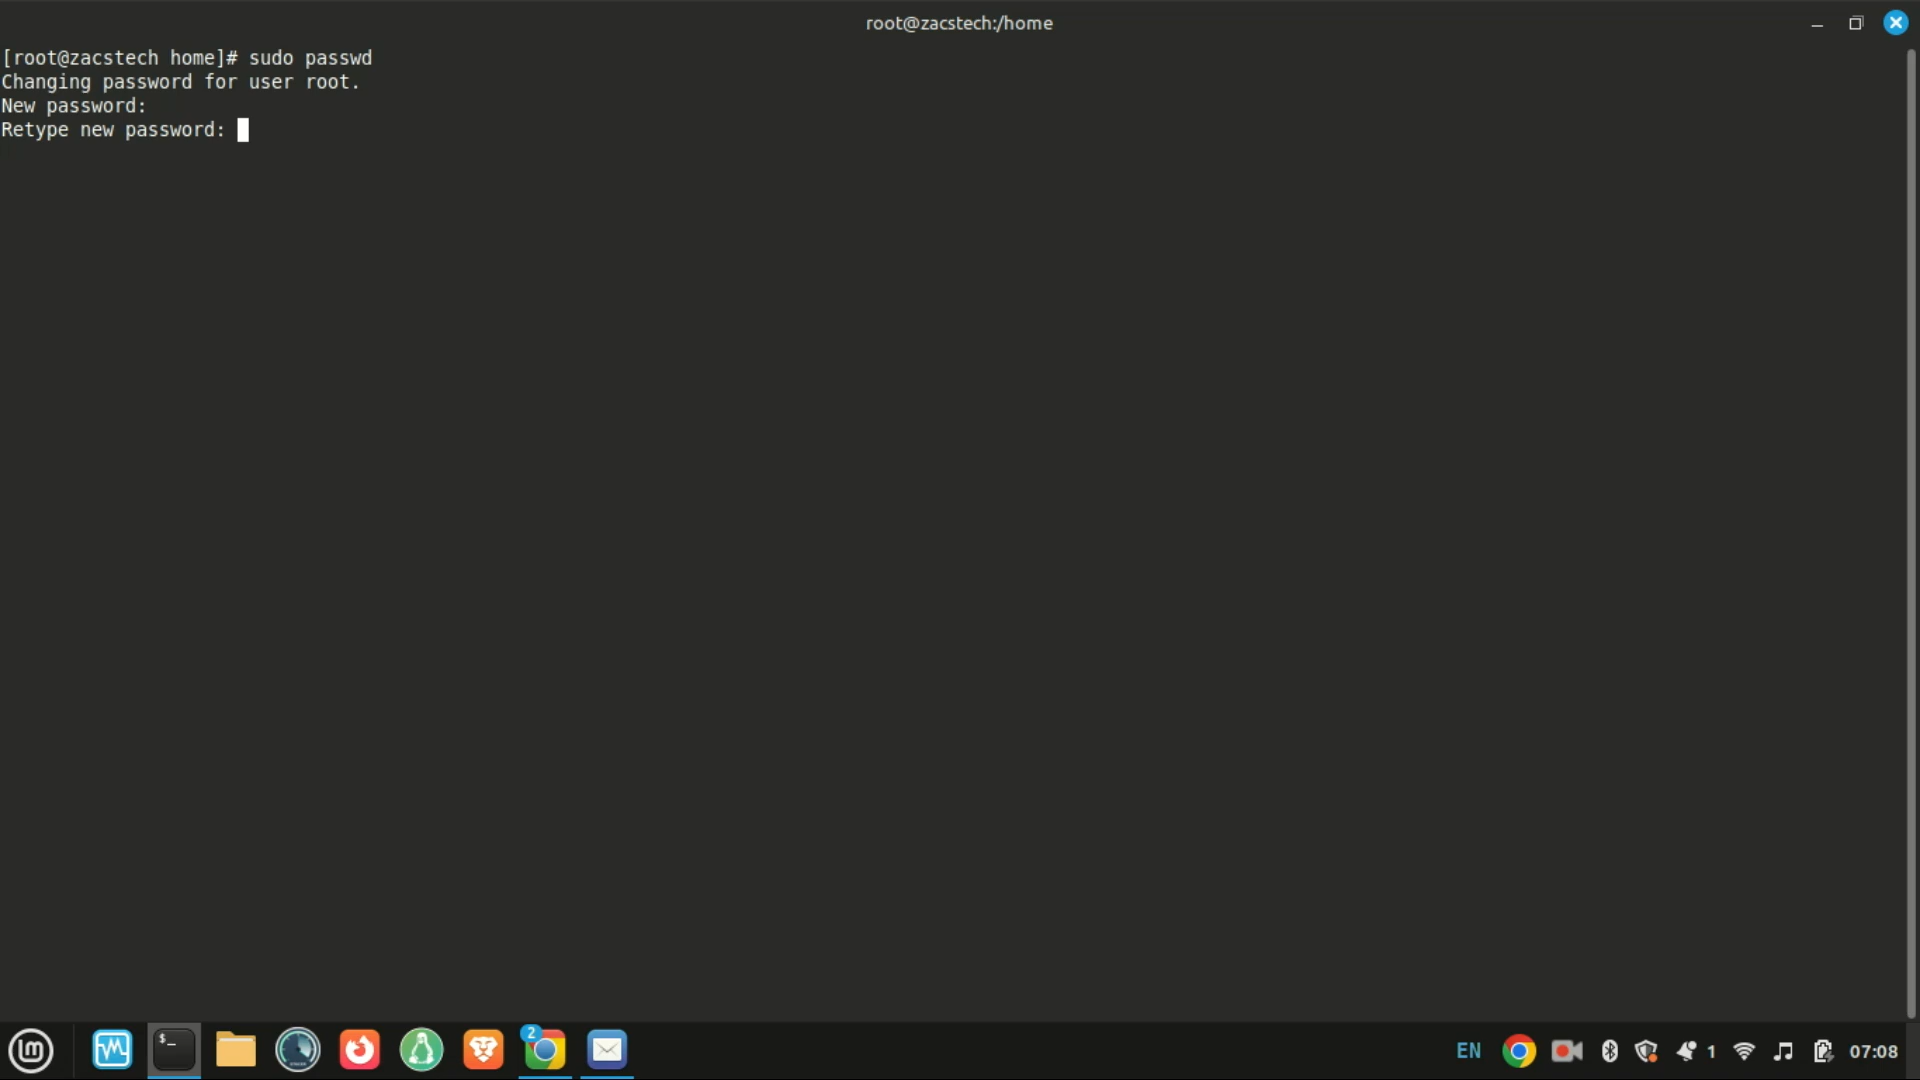 root@zacstech:/home
[root@zacstech home]# sudo passwd
Changing password for user root.
New password:
Retype new password:
$_
2
EN
1
07:08